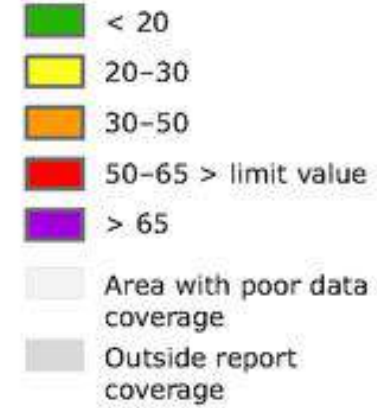 < 20
20–30
30–50
50–65 > limit value
> 65
Area with poor data
coverage
Outside report
coverage